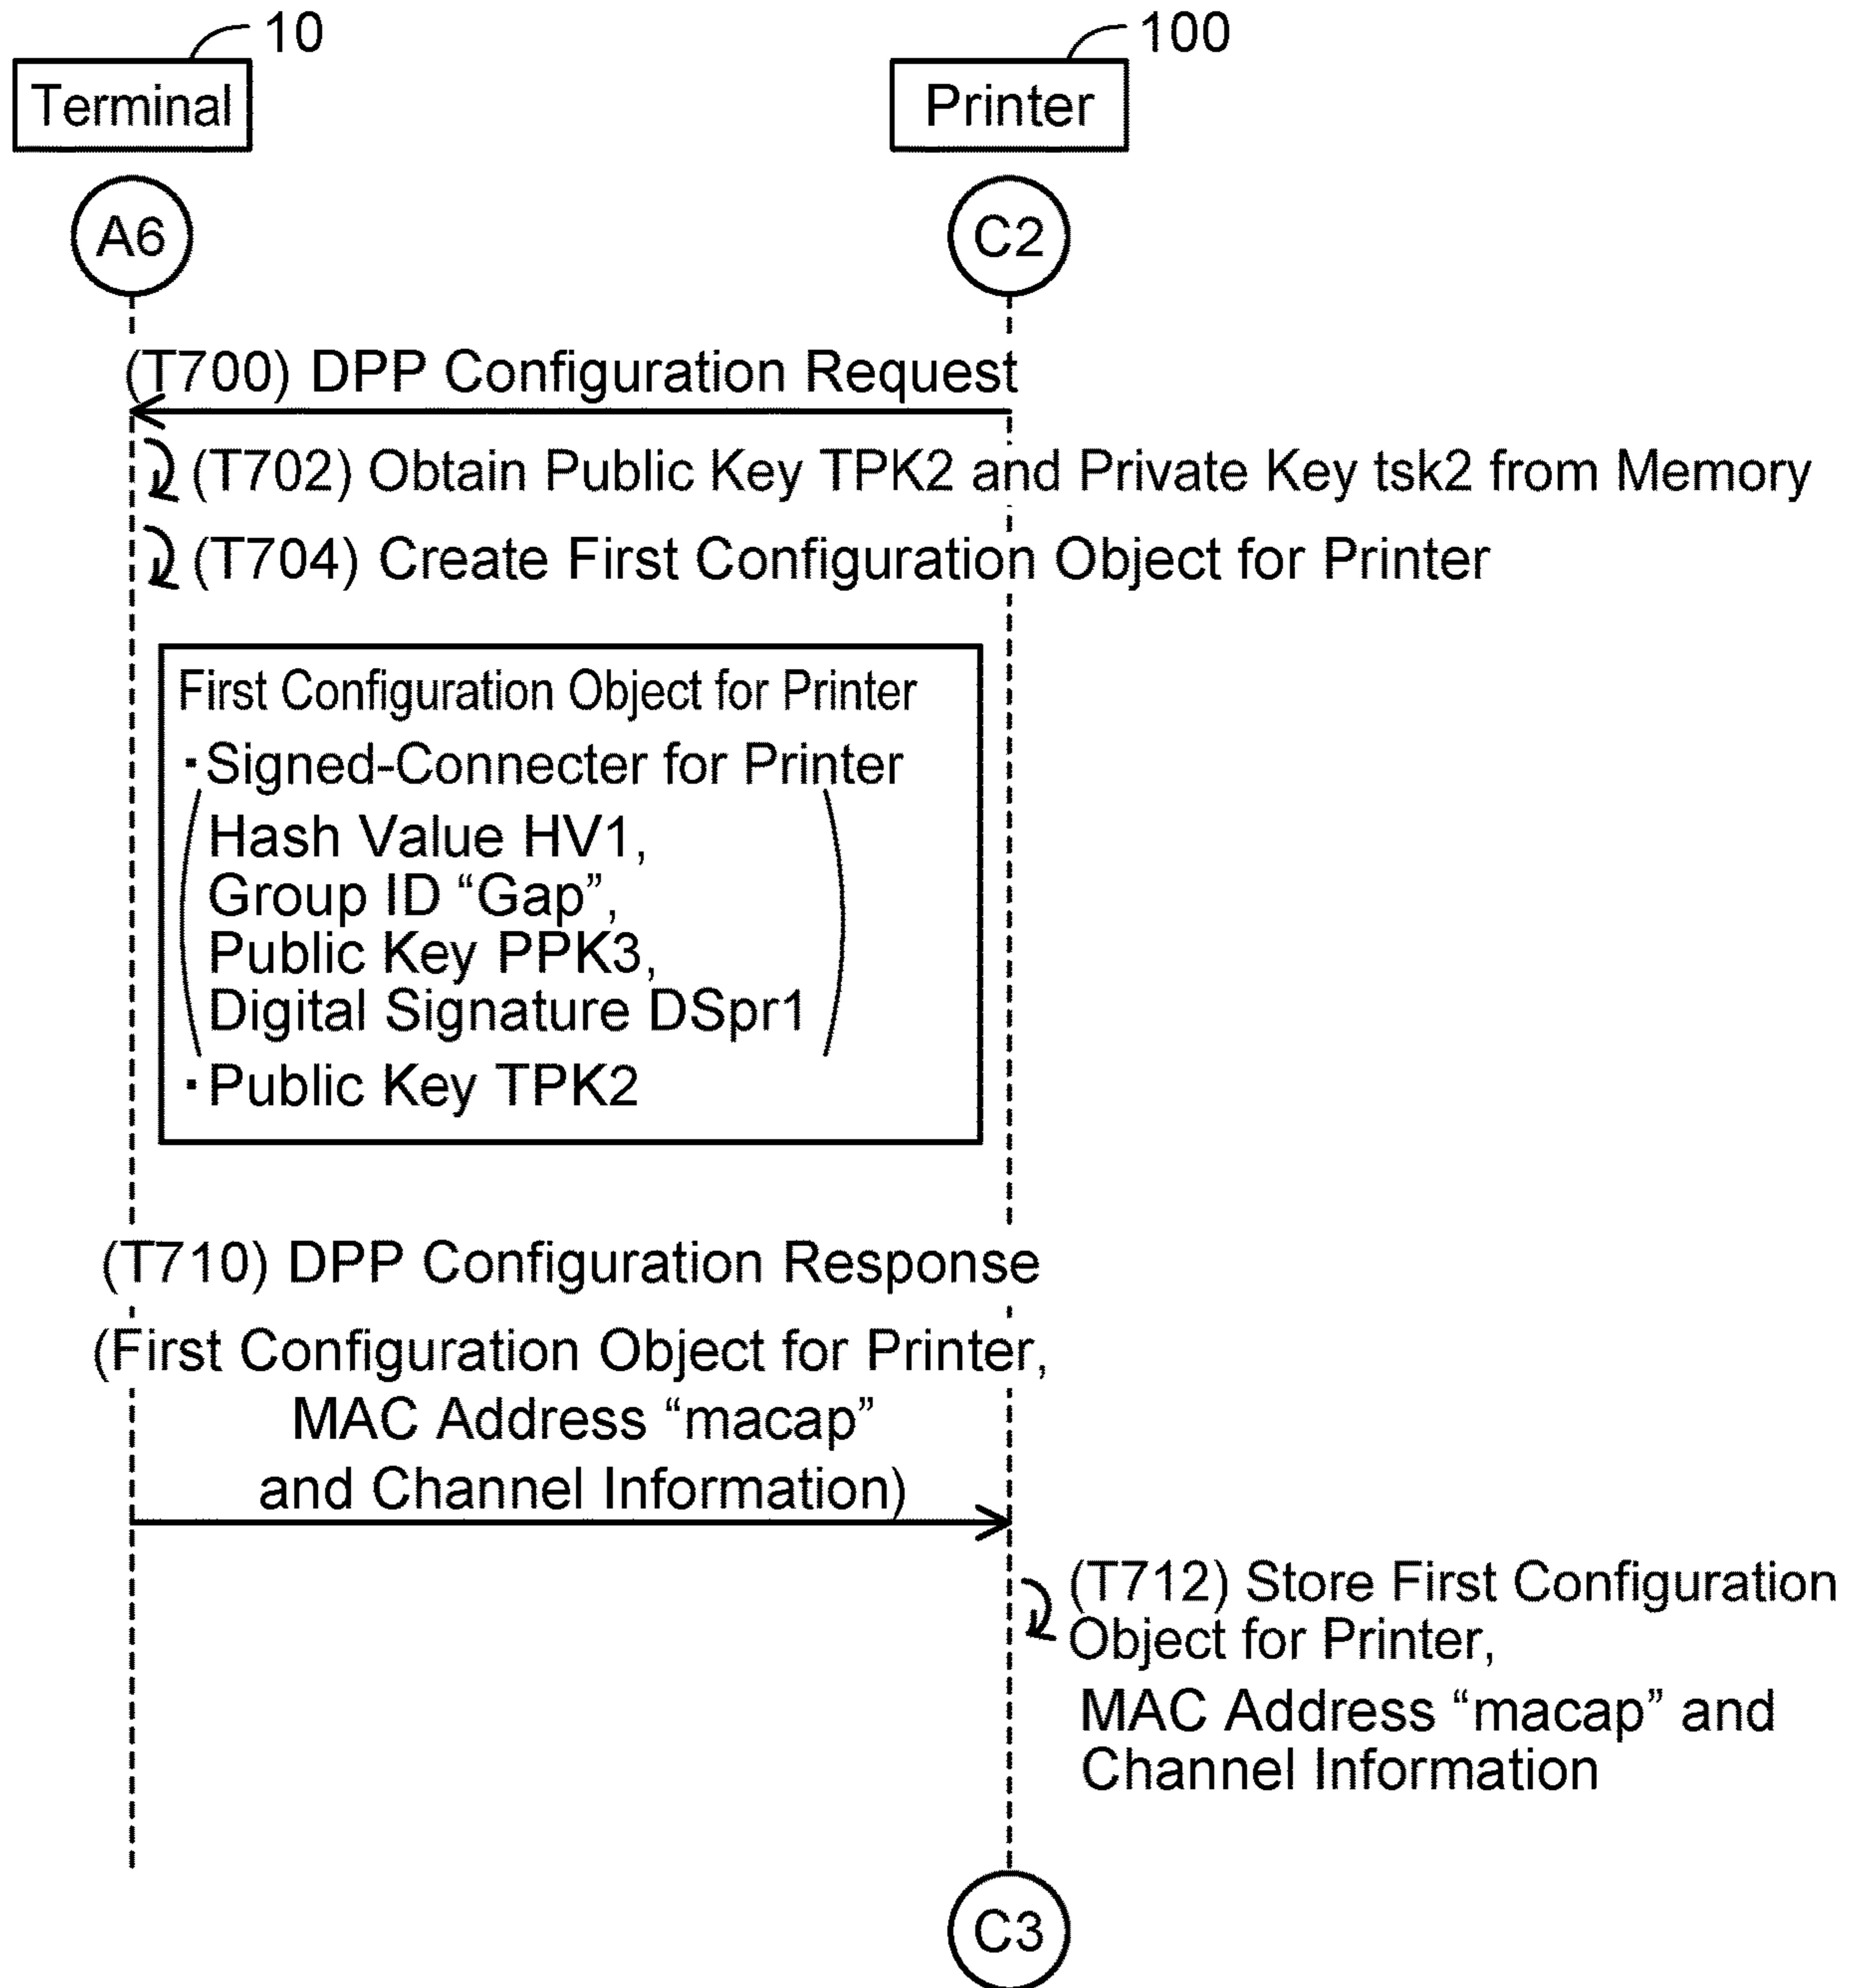 10
100
Terminal
Printer
A6
C2
(T700) DPP Configuration Request
(T702) Obtain Public Key TPK2 and Private Key tsk2 from Memory
(T704) Create First Configuration Object for Printer
First Configuration Object for Printer
・Signed-Connecter for Printer
Hash Value HV1,
Group ID “Gap”,
Public Key PPK3,
Digital Signature DSpr1
・Public Key TPK2
(T710) DPP Configuration Response
(First Configuration Object for Printer,
MAC Address “macap”
and Channel Information)
(T712) Store First Configuration
Object for Printer,
MAC Address “macap” and
Channel Information
C3